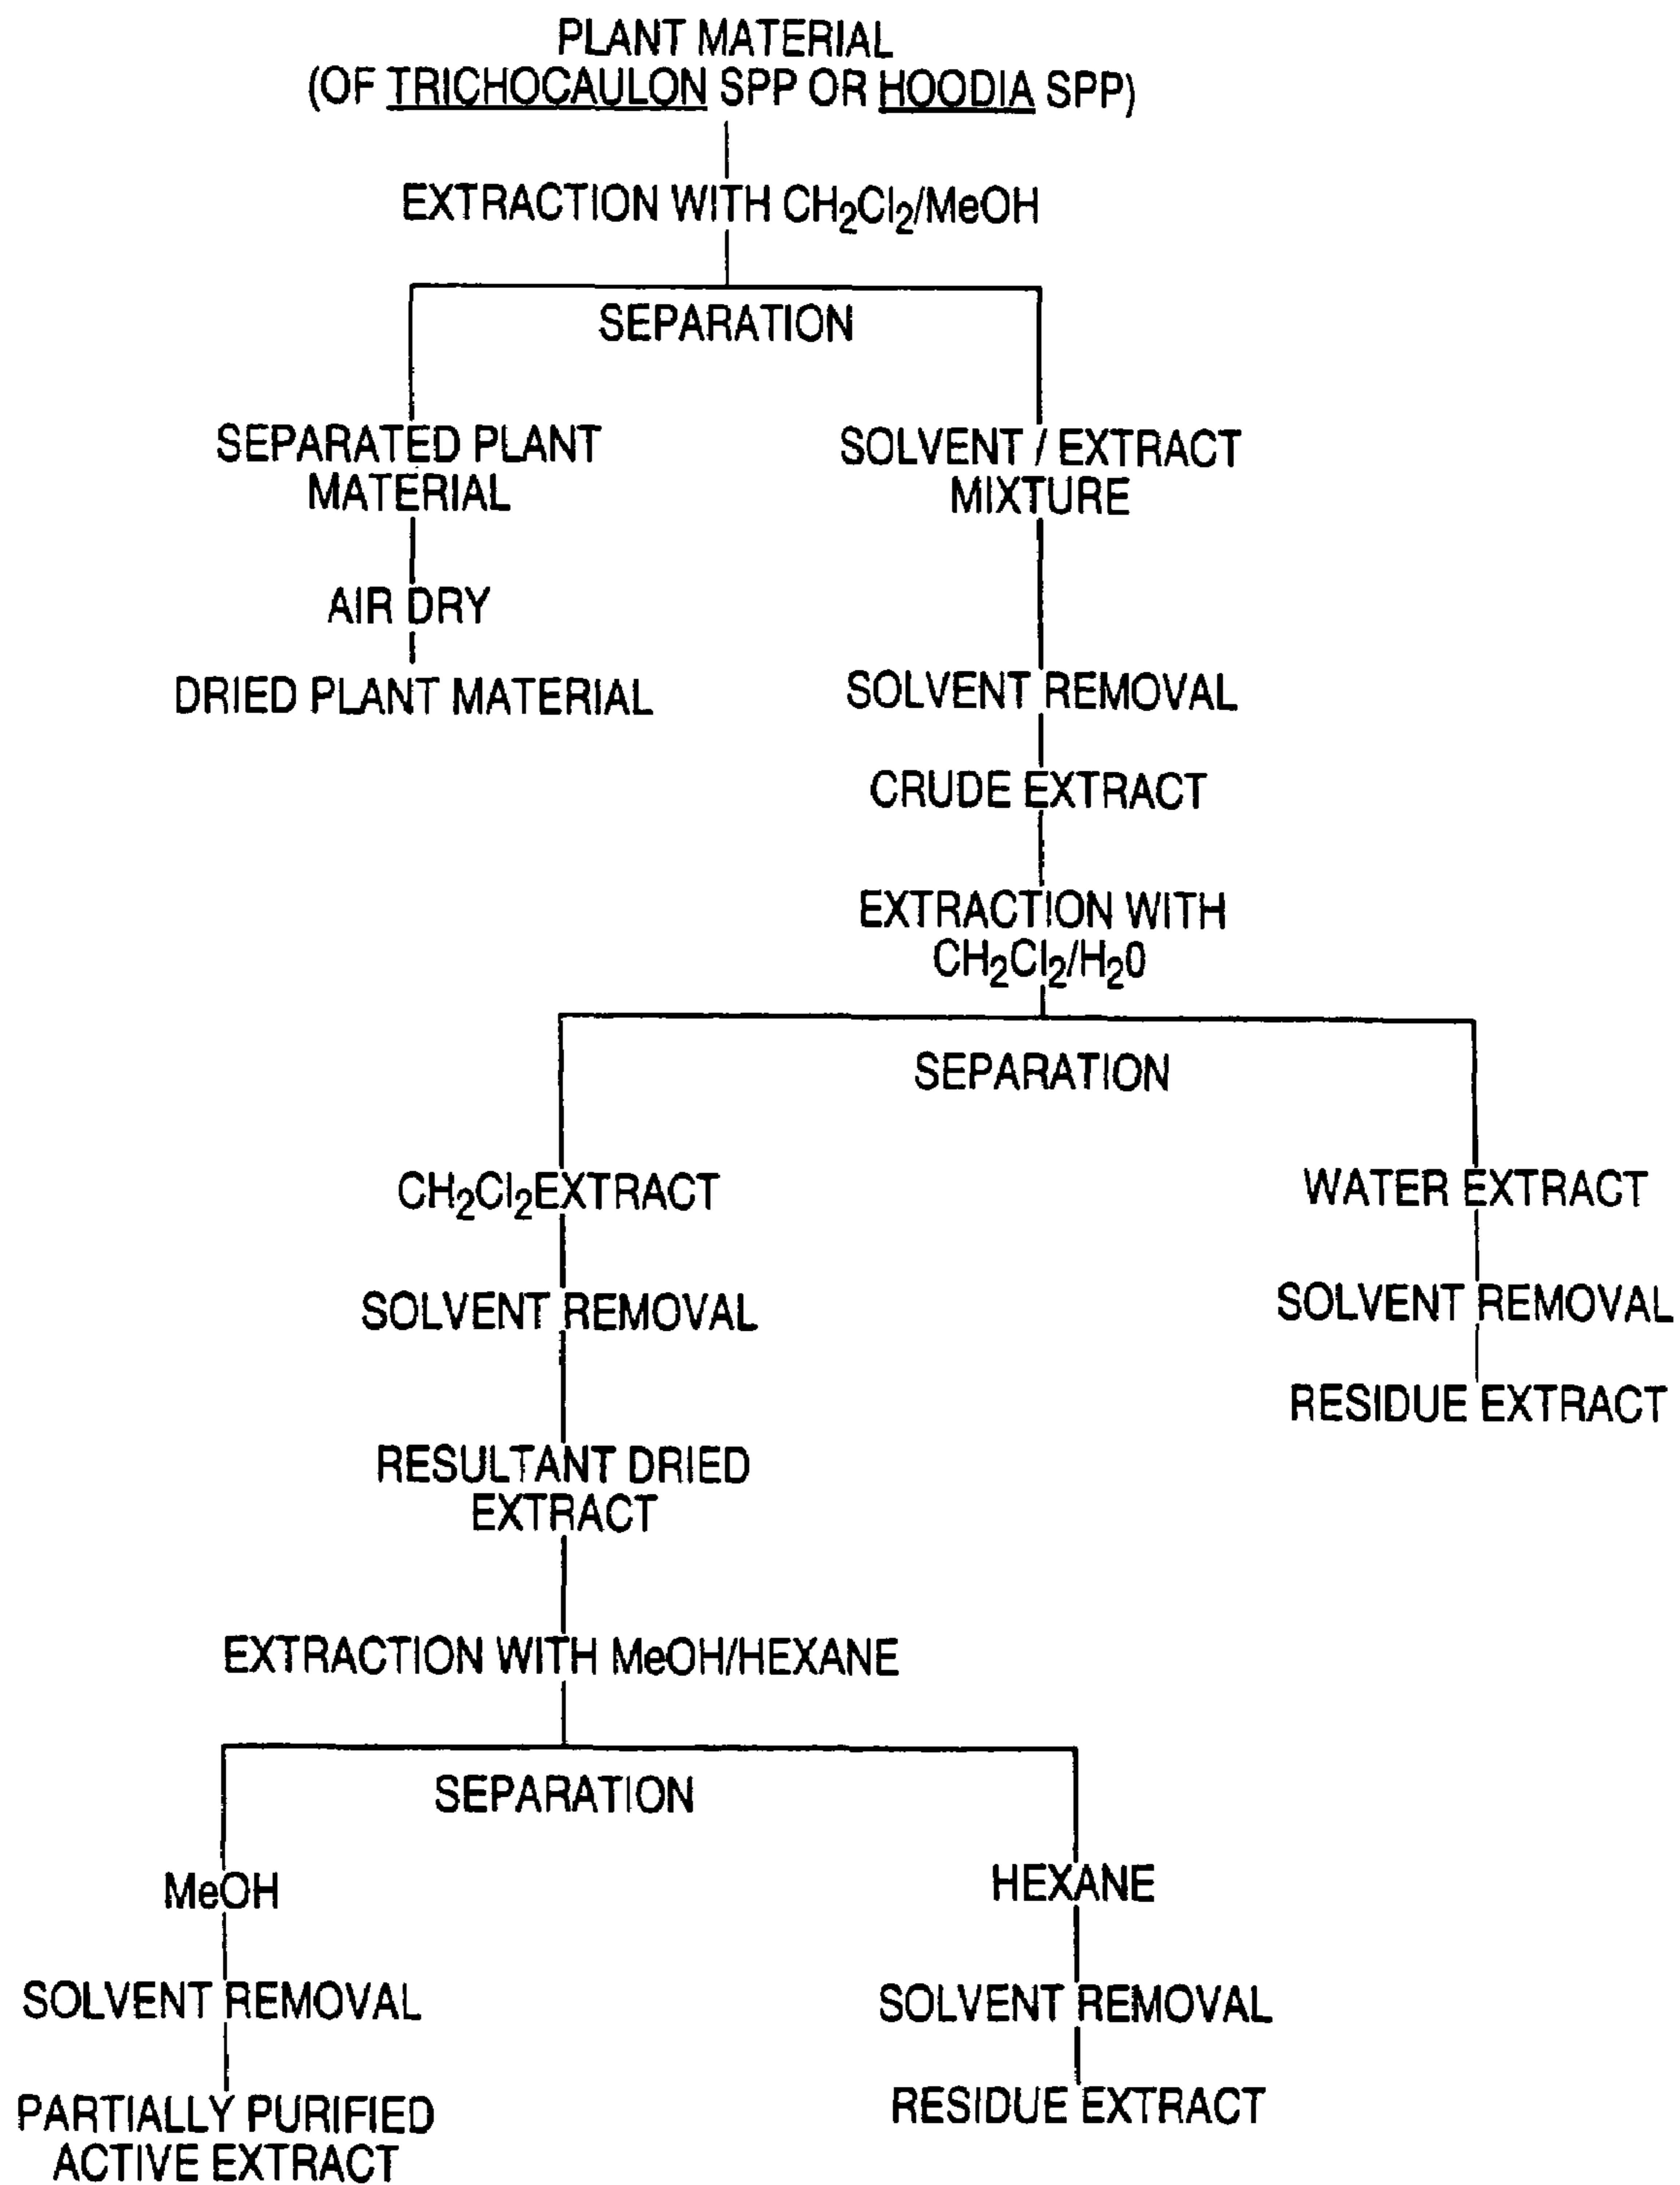 PLANT MATERIAL
(OF TRICHOCAULON SPP OR HOODIA SPP)
EXTRACTION WITH CH₂Cl₂/MeOH
SEPARATION
SEPARATED PLANT
MATERIAL
SOLVENT / EXTRACT
MIXTURE
AIR DRY
DRIED PLANT MATERIAL
SOLVENT REMOVAL
CRUDE EXTRACT
EXTRACTION WITH
CH₂Cl₂/H₂0
SEPARATION
CH₂Cl₂EXTRACT
WATER EXTRACT
SOLVENT REMOVAL
SOLVENT REMOVAL
RESIDUE EXTRACT
RESULTANT DRIED
EXTRACT
EXTRACTION WITH MeOH/HEXANE
SEPARATION
MeOH
HEXANE
SOLVENT REMOVAL
SOLVENT REMOVAL
PARTIALLY PURIFIED
ACTIVE EXTRACT
RESIDUE EXTRACT